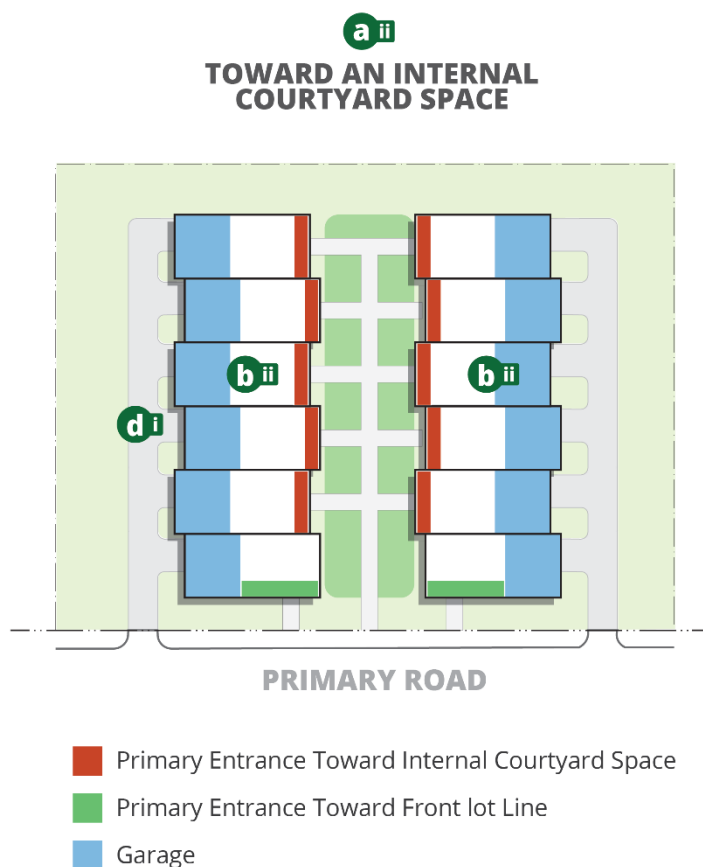 a ii
TOWARD AN INTERNAL
COURTYARD SPACE
b ii
b ii
d i
PRIMARY ROAD
Primary Entrance Toward Internal Courtyard Space
Primary Entrance Toward Front lot Line
Garage